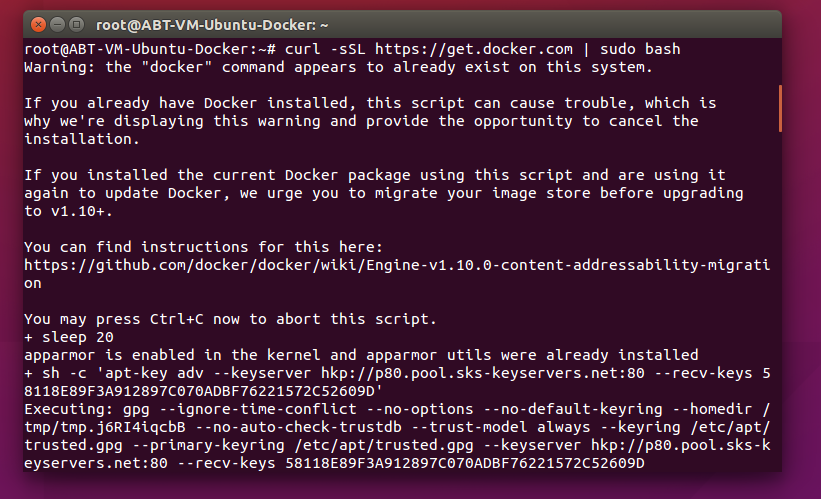 root@ABT-VM-Ubuntu-Docker: ~
root@ABT-VM-Ubuntu-Docker:~# curl -sSL https://get.docker.com | sudo bash
Warning: the "docker" command appears to already exist on this system.
If you already have Docker installed, this script can cause trouble, which is
why we're displaying this warning and provide the opportunity to cancel the
installation.
If you installed the current Docker package using this script and are using it
again to update Docker, we urge you to migrate your image store before upgrading
to v1.10+.
You can find instructions for this here:
https://github.com/docker/docker/wiki/Engine-v1.10.0-content-addressability-migrati
on
You may press Ctrl+C now to abort this script.
+ sleep 20
apparmor is enabled in the kernel and apparmor utils were already installed
+ sh -c 'apt-key adv --keyserver hkp://p80.pool.sks-keyservers.net:80 --recv-keys 5
8118E89F3A912897C070ADBF76221572C52609D'
Executing: gpg --ignore-time-conflict --no-options --no-default-keyring --homedir /
tmp/tmp.j6RI4iqcbB --no-auto-check-trustdb --trust-model always --keyring /etc/apt/
trusted.gpg --primary-keyring /etc/apt/trusted.gpg --keyserver hkp://p80.pool.sks-k
eyservers.net:80 --recv-keys 58118E89F3A912897C070ADBF76221572C52609D